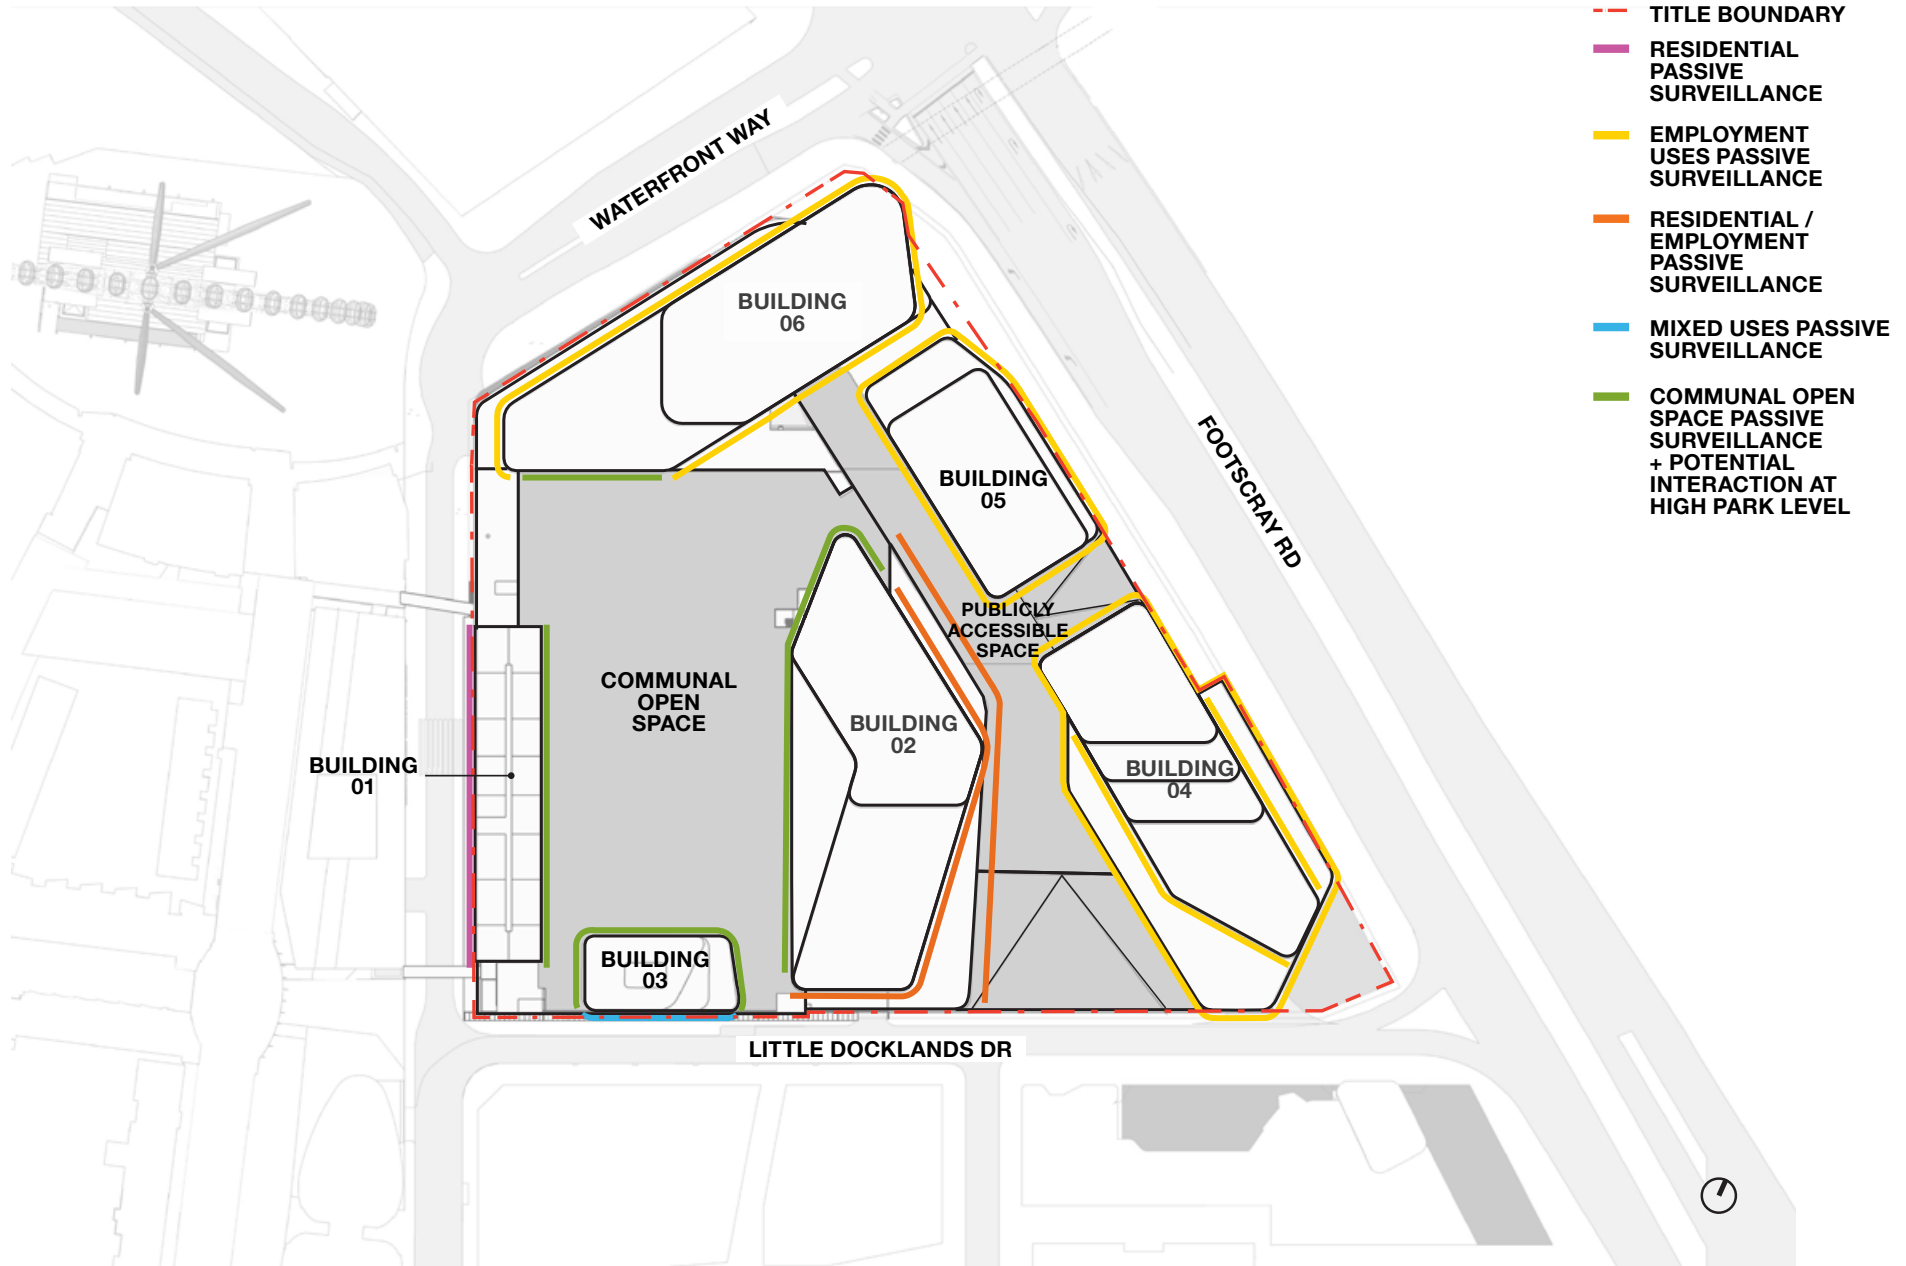 TITLE BOUNDARY
RESIDENTIAL
PASSIVE
SURVEILLANCE
EMPLOYMENT
USES PASSIVE
SURVEILLANCE
RESIDENTIAL /
EMPLOYMENT
PASSIVE
SURVEILLANCE
MIXED USES PASSIVE
SURVEILLANCE
COMMUNAL OPEN
SPACE PASSIVE
SURVEILLANCE
+ POTENTIAL
INTERACTION AT
HIGH PARK LEVEL
WATERFRONT WAY
BUILDING
06
FOOTSCRAY RD
BUILDING
05
PUBLICLY
ACCESSIBLE
SPACE
COMMUNAL
OPEN
SPACE
BUILDING
02
BUILDING
01
BUILDING
04
BUILDING
03
LITTLE DOCKLANDS DR